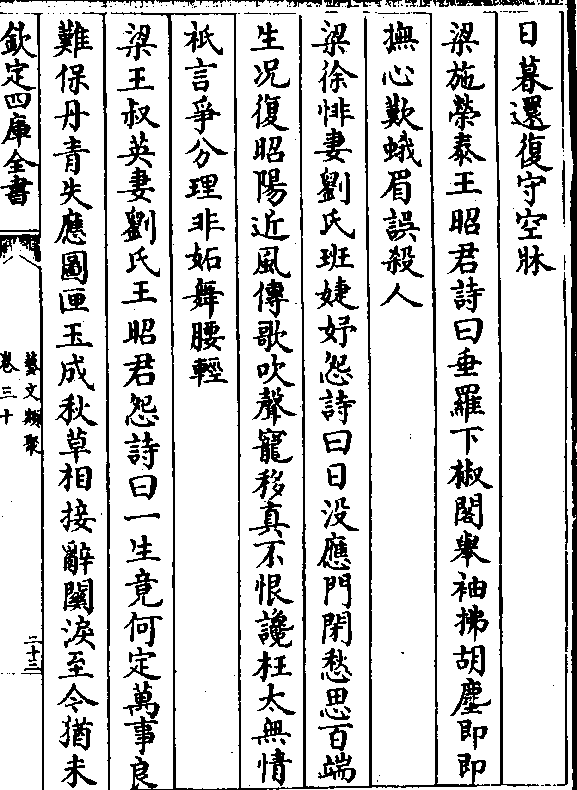 日暮還復守空牀
梁施榮泰王昭君詩曰垂羅下椒閣舉袖拂胡塵即即
撫心歎蛾眉誤殺人
梁徐悱妻劉氏班婕妤怨詩曰日没應門閉愁思百端
生况復昭陽近風傳歌吹聲寵移真不恨讒枉太無情
祇言爭分理非妬舞腰輕
梁王叔英妻劉氏王昭君怨詩曰一生竟何定萬事良
難保丹青失應圖匣玉成秋草相接辭關淚至今猶未
欽定四庫全書
藝文類聚
卷三十
二十三